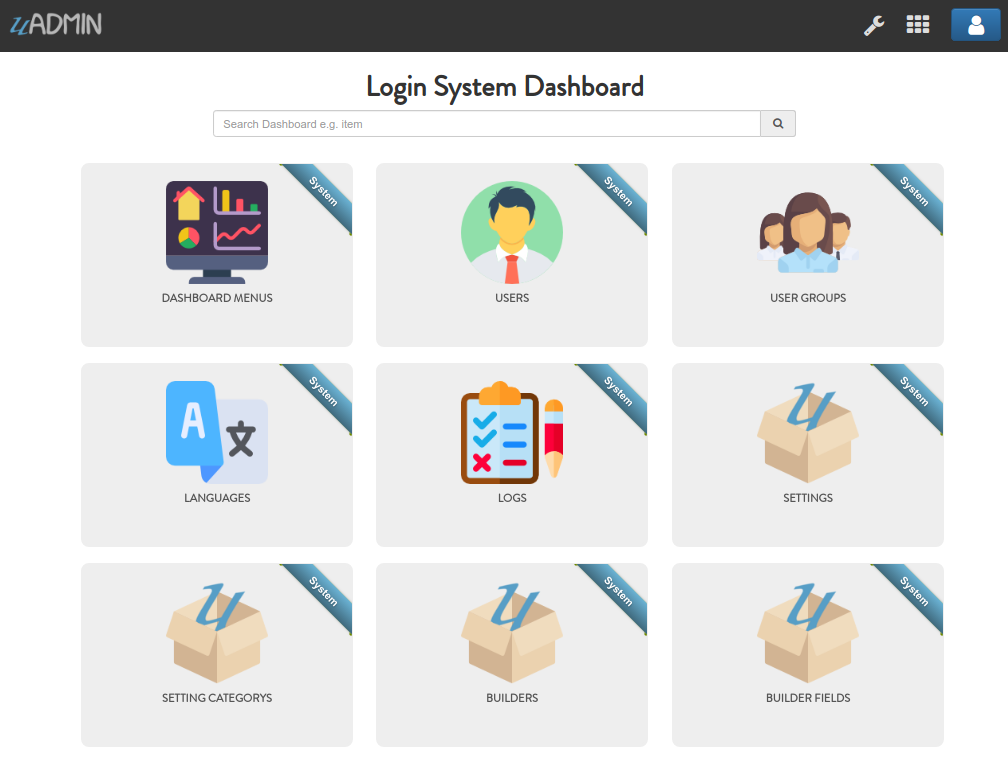 uADMIN
Login System Dashboard
Search Dashboard e.g. item
System
System
System
DASHBOARD MENUS
USERS
USER GROUPS
System
System
System
A
文
u
LANGUAGES
LOGS
SETTINGS
System
System
System
u
u
u
SETTING CATEGORYS
BUILDERS
BUILDER FIELDS